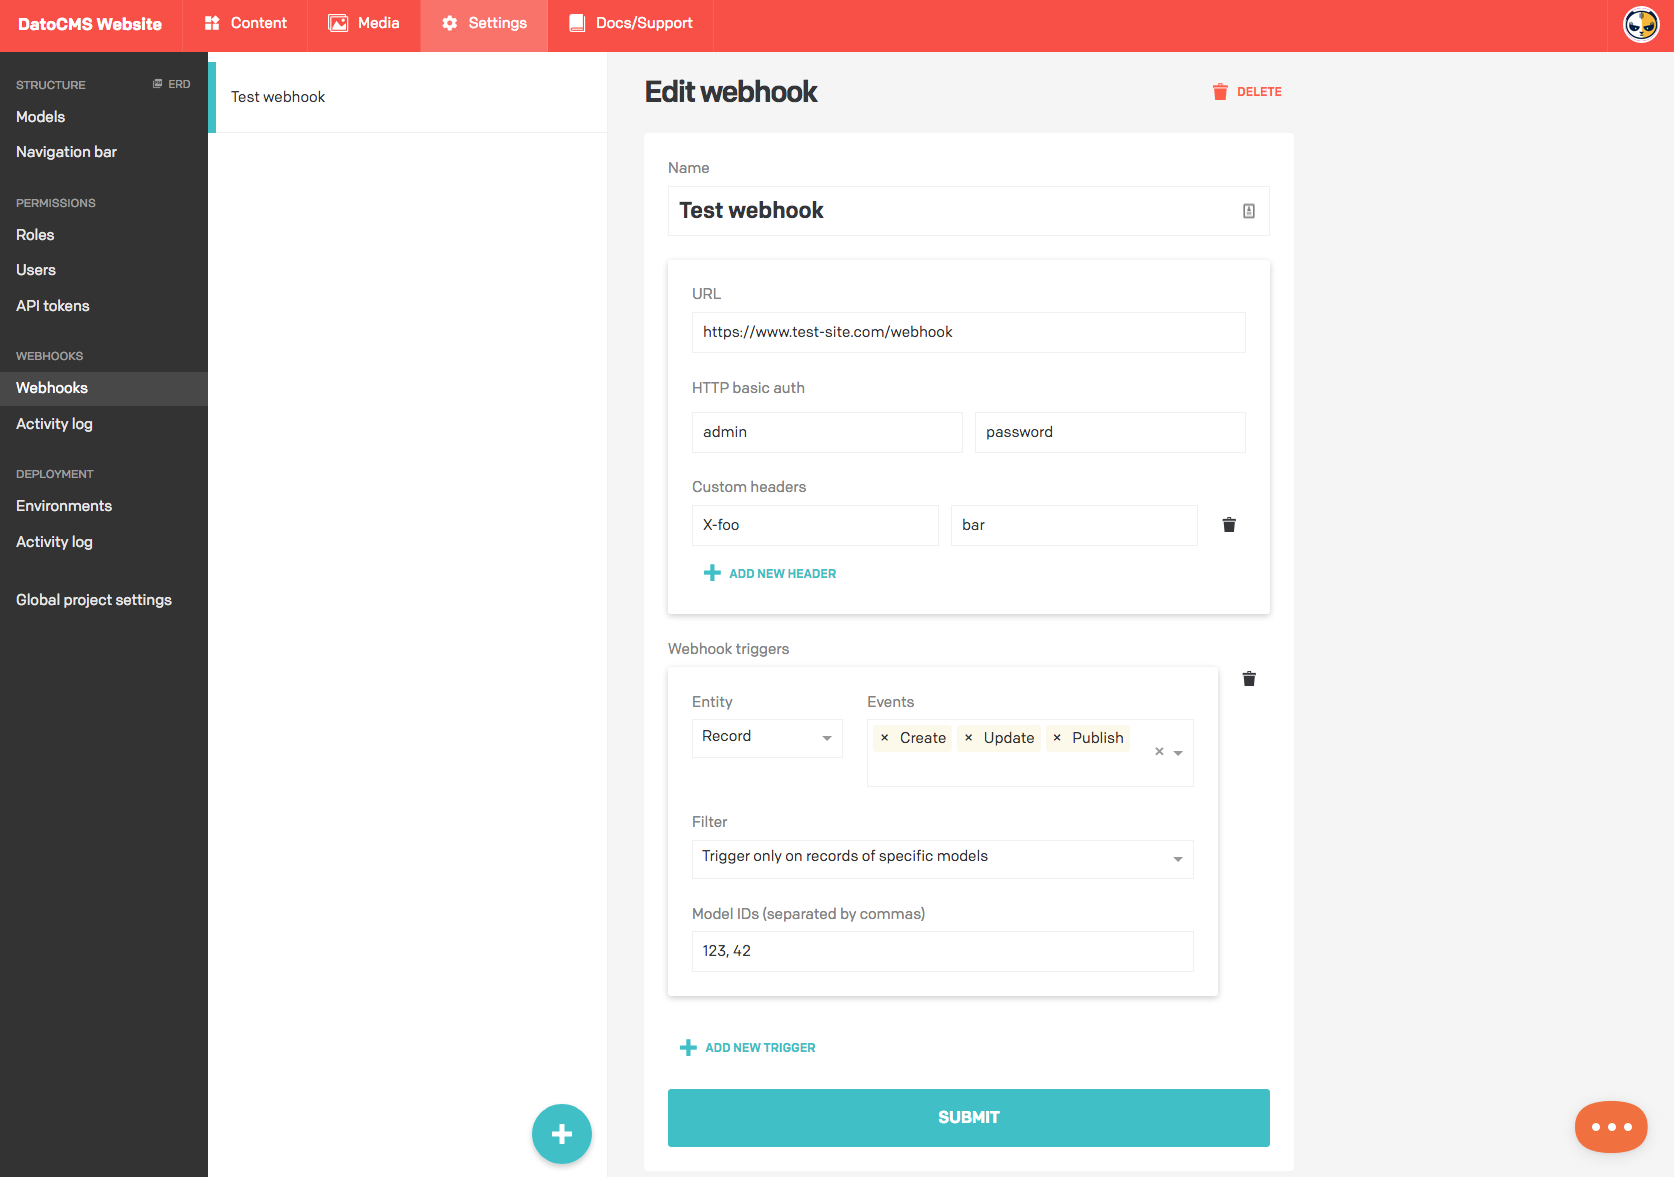 DatoCMS Website
Content
Media
Settings
Docs/Support
STRUCTURE
ERD
Models
Navigation bar
PERMISSIONS
Roles
Users
API tokens
WEBHOOKS
Webhooks
Activity log
DEPLOYMENT
Environments
Activity log
Global project settings
Test webhook
Edit webhook
DELETE
Name
Test webhook
URL
https://www.test-site.com/webhook
HTTP basic auth
admin
password
Custom headers
X-foo
bar
ADD NEW HEADER
Webhook triggers
Entity
Events
Record
× Create × Update × Publish
×
Filter
Trigger only on records of specific models
Model IDs (separated by commas)
123, 42
ADD NEW TRIGGER
SUBMIT